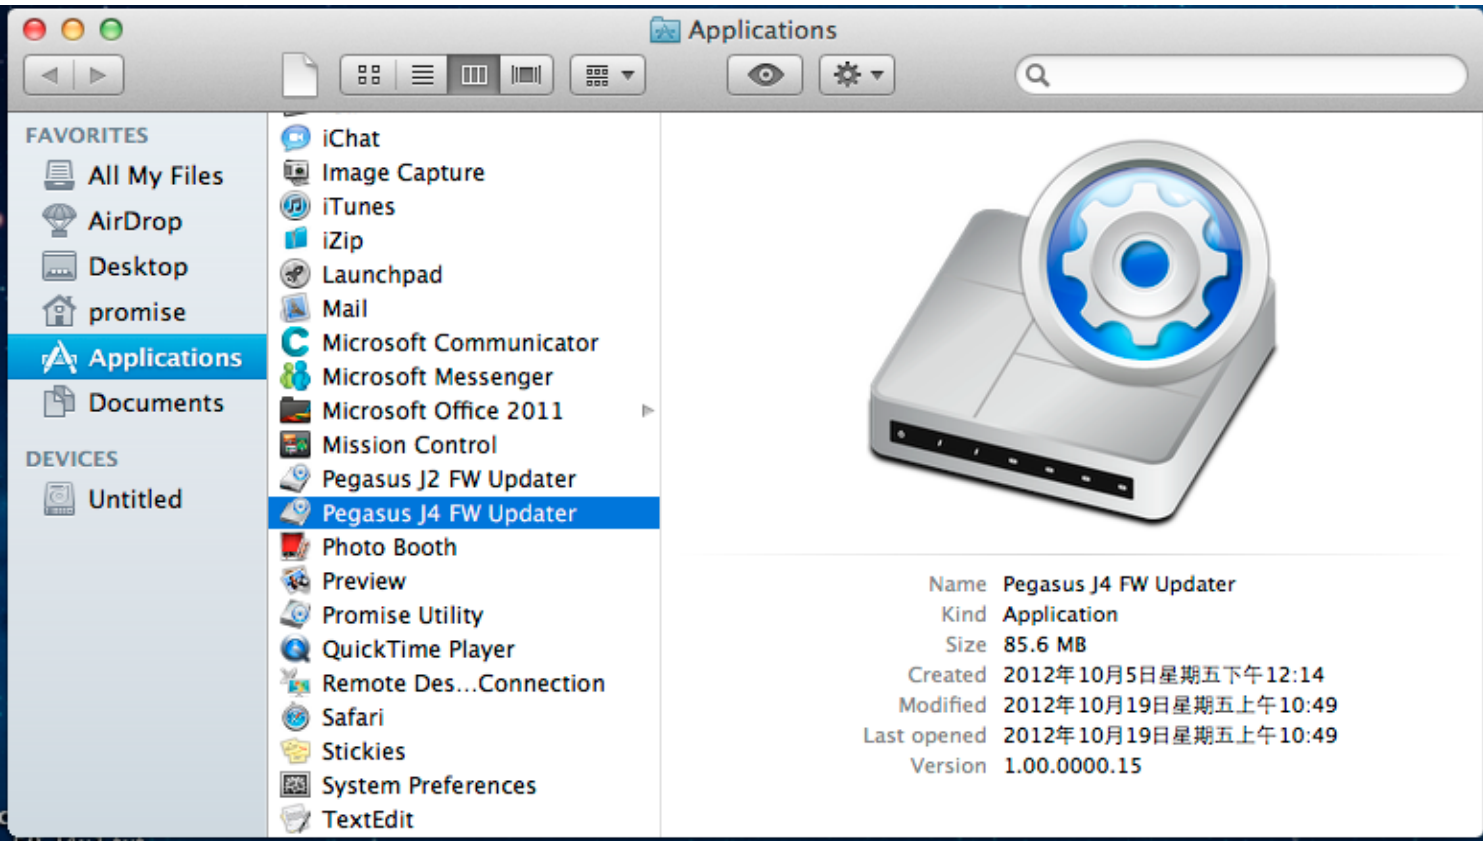 Applications
FAVORITES
All My Files
AirDrop
Desktop
promise
Applications
Documents
DEVICES
Untitled
iChat
Image Capture
iTunes
iZip
Launchpad
Mail
Microsoft Communicator
Microsoft Messenger
Microsoft Office 2011
Mission Control
Pegasus J2 FW Updater
Pegasus J4 FW Updater
Photo Booth
Preview
Promise Utility
QuickTime Player
Remote Des...Connection
Safari
Stickies
System Preferences
TextEdit
Name Pegasus J4 FW Updater
Kind Application
Size 85.6 MB
Created 2012年10月5日星期五下午12:14
Modified 2012年10月19日星期五上午10:49
Last opened 2012年10月19日星期五上午10:49
Version 1.00.0000.15